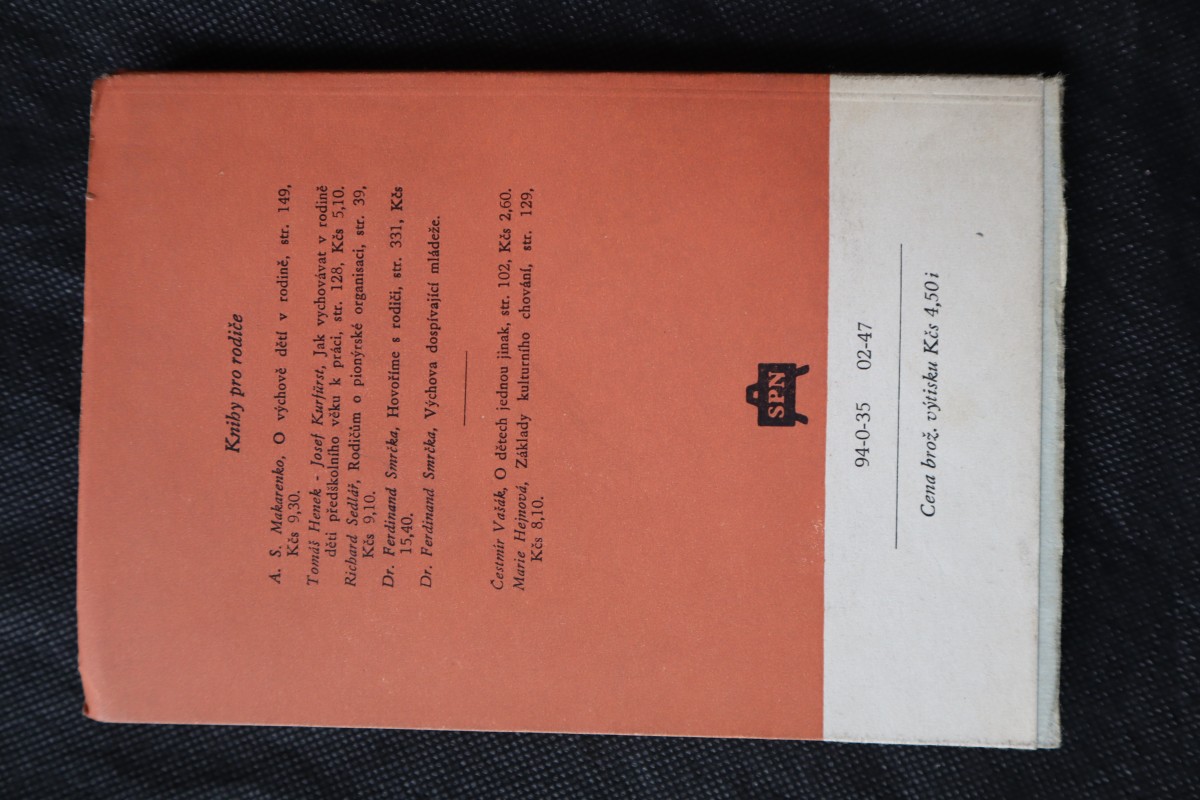 Kniby pro rodiče
A. S. Makarenko, O výchově dětí v rodině, str. 149,
Kčs 9,30.
Tomáš Henek - Josef Kurfürst, Jak vychovávat v rodině
děti předškolního věku k práci, str. 128, Kčs 5,10.
Richard Sedlář, Rodičům o pionýrské organisaci, str. 39,
Kčs 9,10.
Dr. Ferdinand Smrčka, Hovoříme s rodiči, str. 331, Kčs
15,40.
Dr. Ferdinand Smrčka, Výchova dospívající mládeže.
Čestmír Vašák, O dětech jednou jinak, str. 102, Kčs 2,60.
Marie Hejnová, Základy kulturního chování, str. 129,
Kčs 8,10.
SPN
94-0-35 02-47
Cena brož. výtisku Kčs 4,50 i